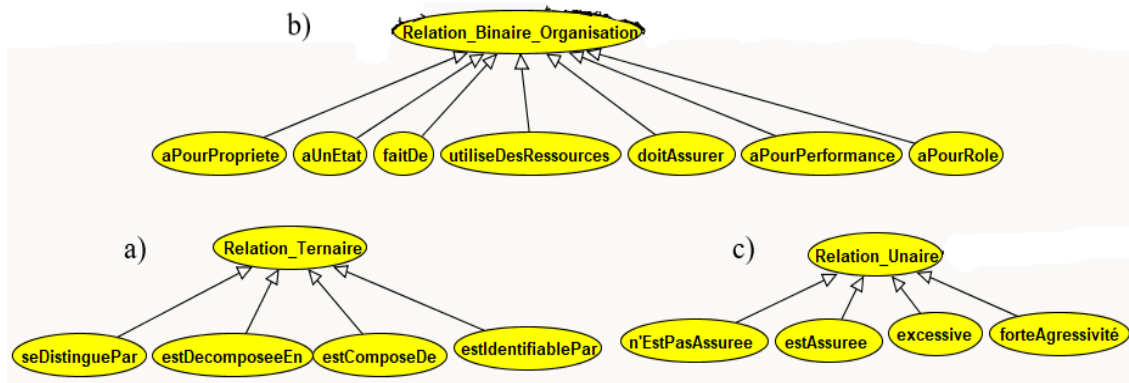 b)
Relation_Binaire_Organisation
aPourPropriete aUnEtat faitDe utiliseDesRessources doitAssurer aPourPerformance aPourRole
a)
Relation_Ternaire
seDistinguePar estDecomposeeEn estComposeDe estIdentifiablePar
c)
Relation_Unaire
n'EstPasAssuree estAssuree excessive forteAgressivité